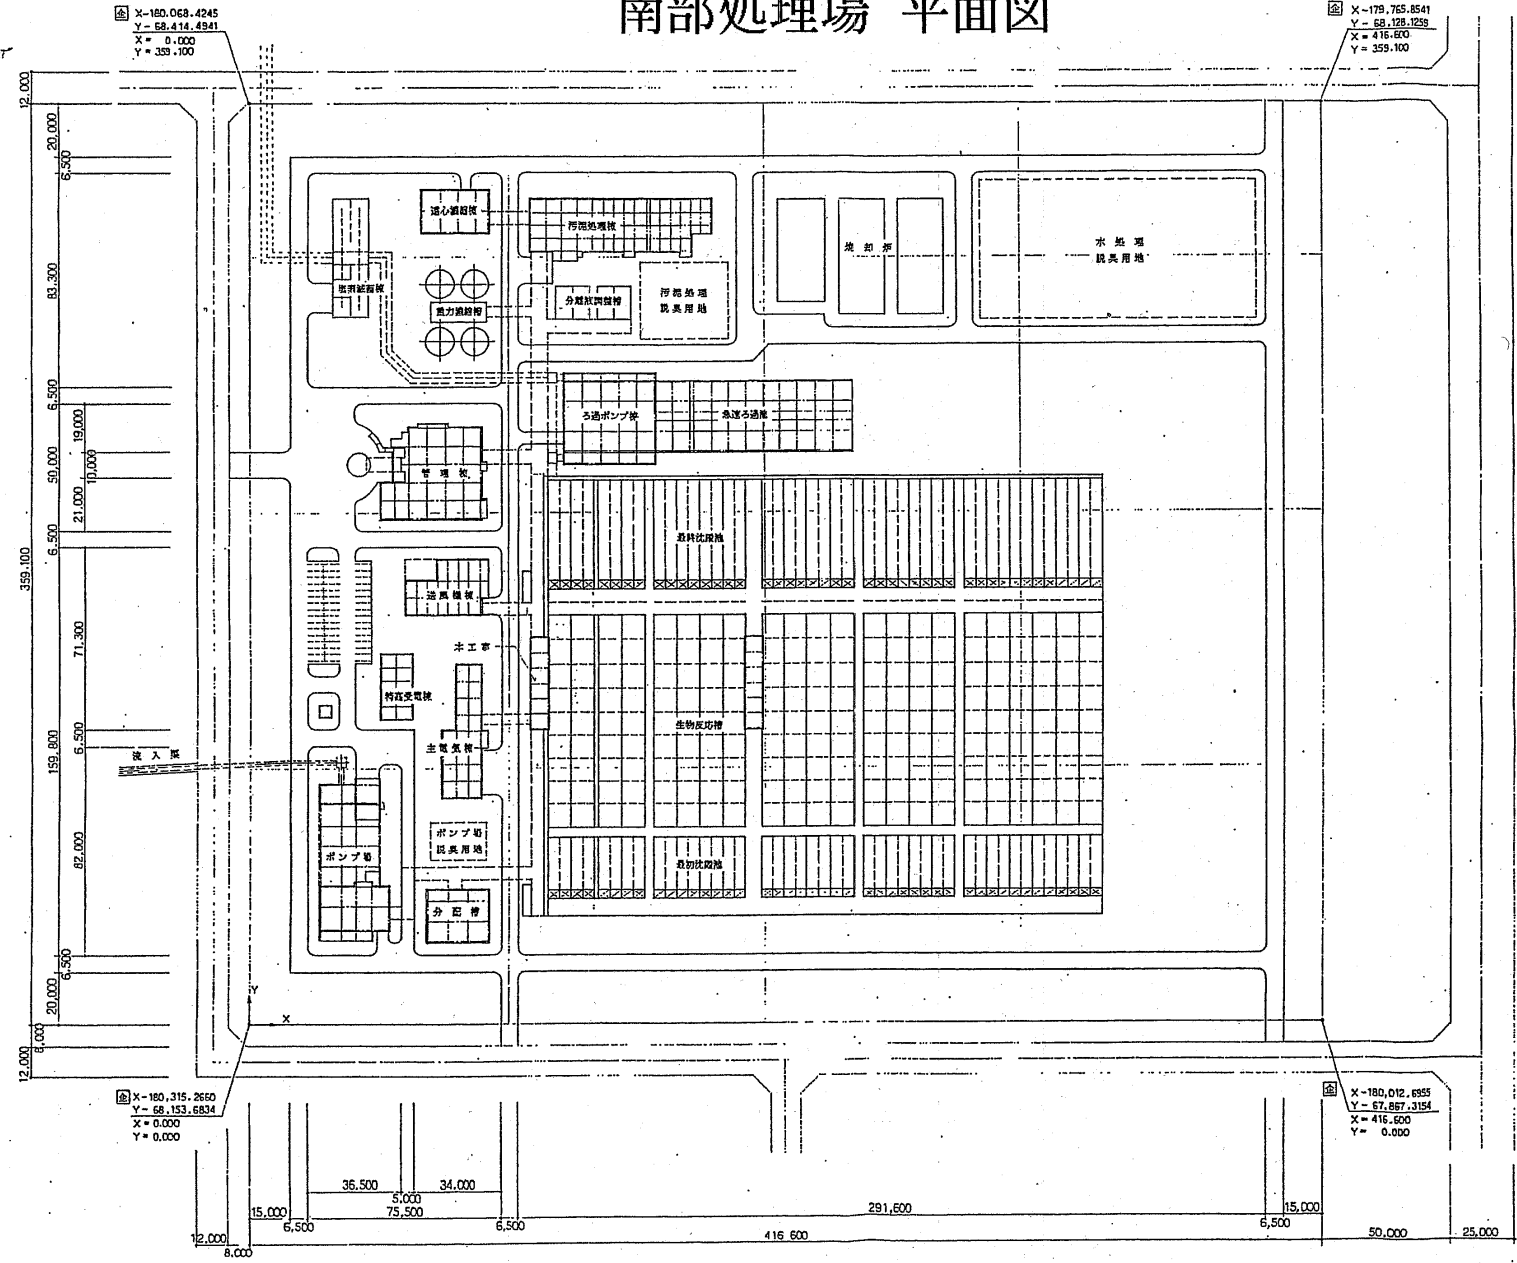 南部処理場 平面図
企 X-180,068.4245
Y- 68,414.4941
X= 0.000
Y= 359.100
企 X-179,765.8541
Y- 68,128.1259
X= 416.600
Y= 359.100
遠心濃縮棟
汚泥処理棟
焼却炉
水処理
説具用地
塩素滅菌棟
重力濃縮槽
分離液調整槽
汚泥処理
説具用地
ろ過ポンプ棟
急速ろ過池
管理棟
最終沈殿池
送風機棟
特高受電棟
生物反応槽
主電気棟
ポンプ場
説具用地
ポンプ場
最初沈殿池
分配槽
Y
X
12,000
20,000
6,500
83,300
6,500
19,000
50,000
10,000
21,000
6,500
359,100
71,300
159,800
6,500
82,000
6,500
20,000
8,000
12,000
企 X-180,315.2660
Y- 68,153.6834
X= 0.000
Y= 0.000
企 X-180,012.6955
Y- 67,867.3154
X= 416.600
Y= 0.000
36,500
34,000
5,000
15,000
75,500
291,600
15,000
6,500
6,500
6,500
12,000
416 600
50,000
25,000
8,000